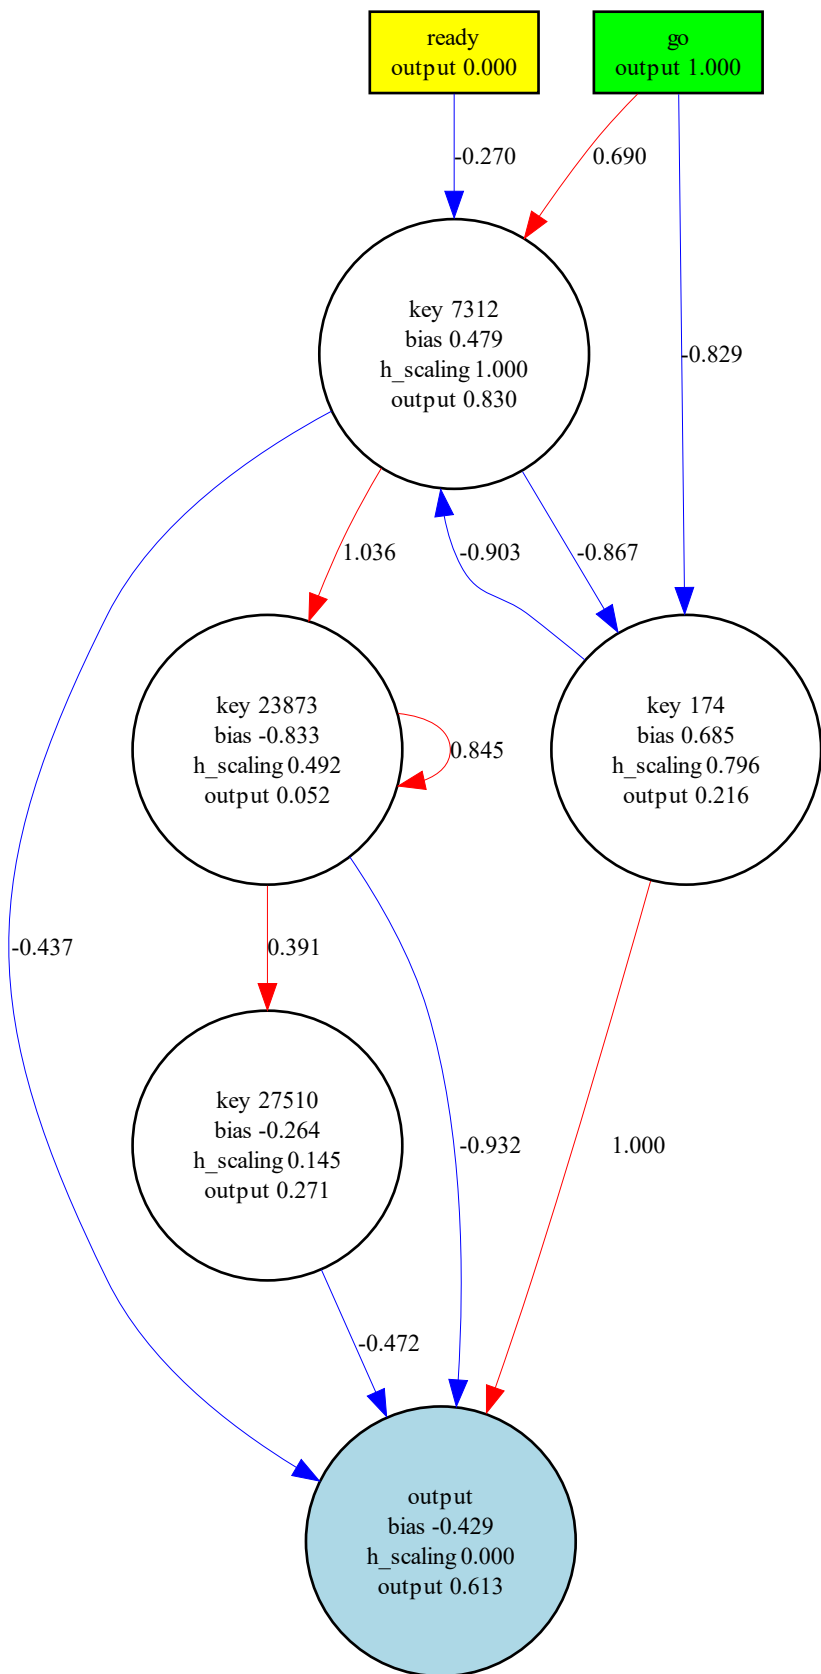 ready
output 0.000
go
output 1.000
-0.270
0.690
key 7312
bias 0.479
h_scaling 1.000
output 0.830
-0.829
1.036
-0.903
-0.867
key 23873
bias -0.833
h_scaling 0.492
output 0.052
0.845
key 174
bias 0.685
h_scaling 0.796
output 0.216
-0.437
0.391
key 27510
bias -0.264
h_scaling 0.145
output 0.271
-0.932
1.000
-0.472
output
bias -0.429
h_scaling 0.000
output 0.613